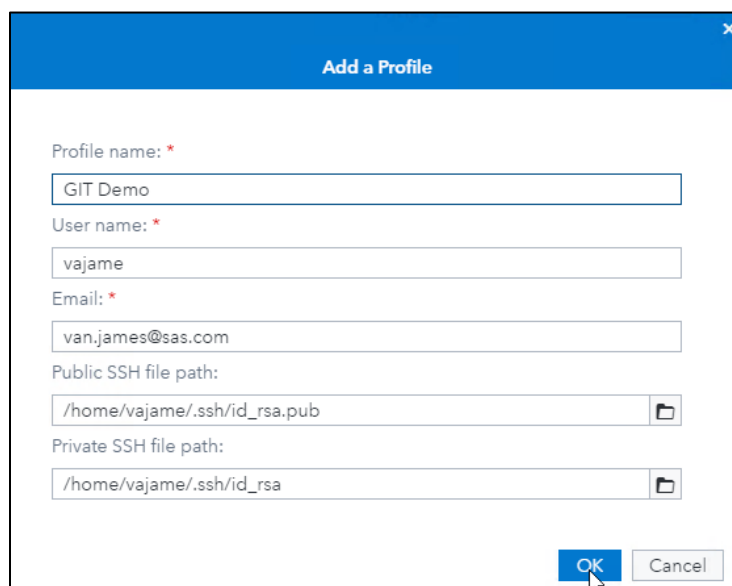 Add a Profile
Profile name: *
GIT Demo
User name: *
vajame
Email: *
van.james@sas.com
Public SSH file path:
/home/vajame/.ssh/id_rsa.pub
Private SSH file path:
/home/vajame/.ssh/id_rsa
OK Cancel